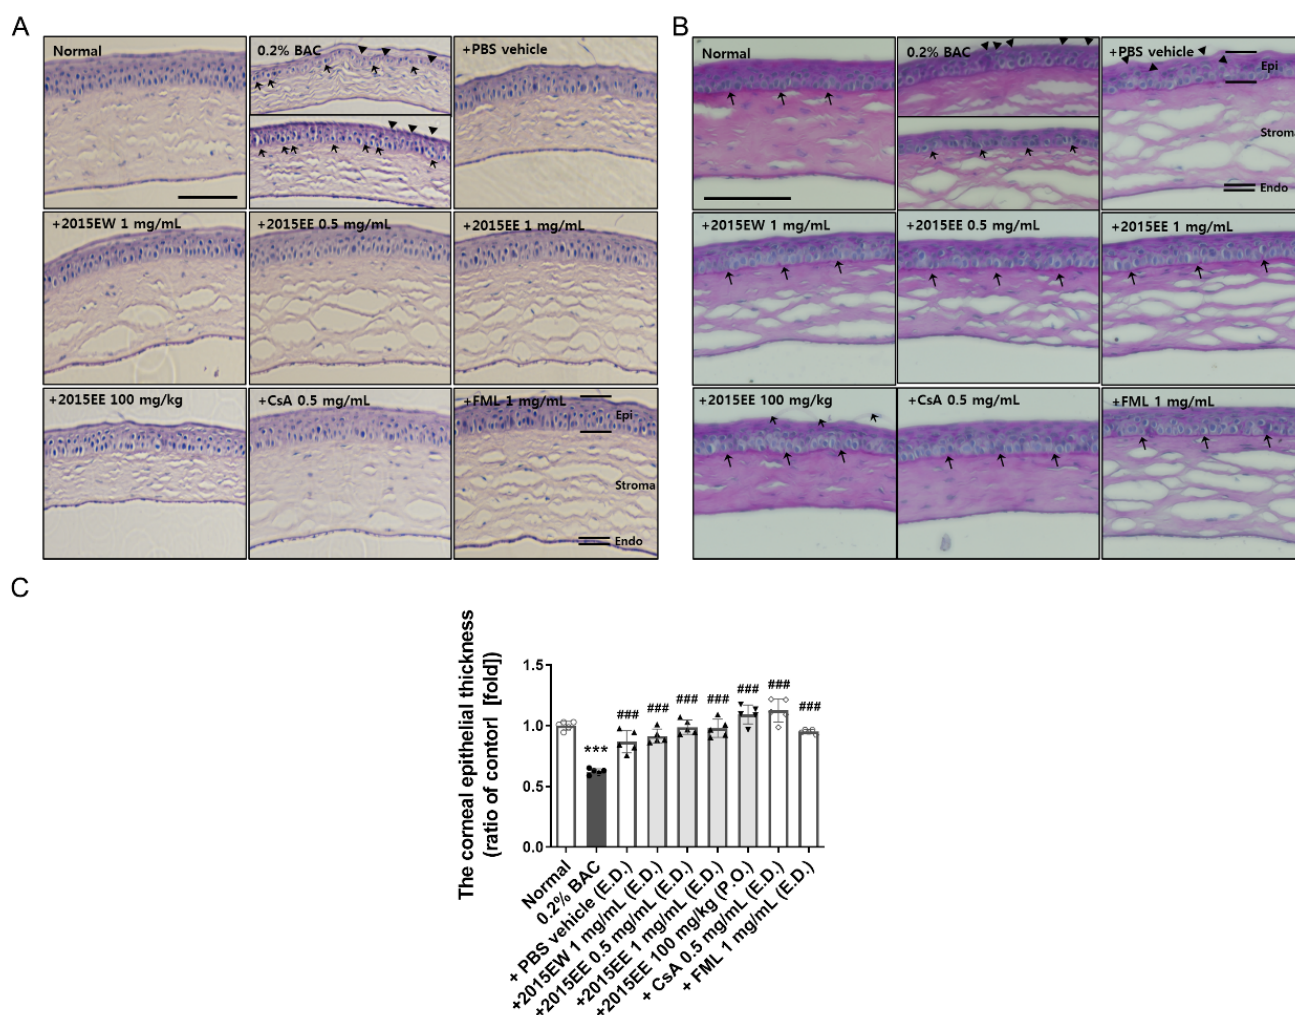 A
Normal
0.2% BAC
+PBS vehicle
+2015EW 1 mg/mL
+2015EE 0.5 mg/mL
+2015EE 1 mg/mL
+2015EE 100 mg/kg
+CsA 0.5 mg/mL
+FML 1 mg/mL
Epi
Stroma
Endo
B
Normal
0.2% BAC
+PBS vehicle
Epi
Stroma
Endo
+2015EW 1 mg/mL
+2015EE 0.5 mg/mL
+2015EE 1 mg/mL
+2015EE 100 mg/kg
+CsA 0.5 mg/mL
+FML 1 mg/mL
C
The corneal epithelial thickness
(ratio of contorl [fold])
1.5
1.0
0.5
0.0
***
###
###
###
###
###
###
###
Normal
0.2% BAC
+ PBS vehicle (E.D.)
+2015EW 1 mg/mL (E.D.)
+2015EE 0.5 mg/mL (E.D.)
+2015EE 1 mg/mL (E.D.)
+2015EE 100 mg/kg (P.O.)
+ CsA 0.5 mg/mL (E.D.)
+ FML 1 mg/mL (E.D.)